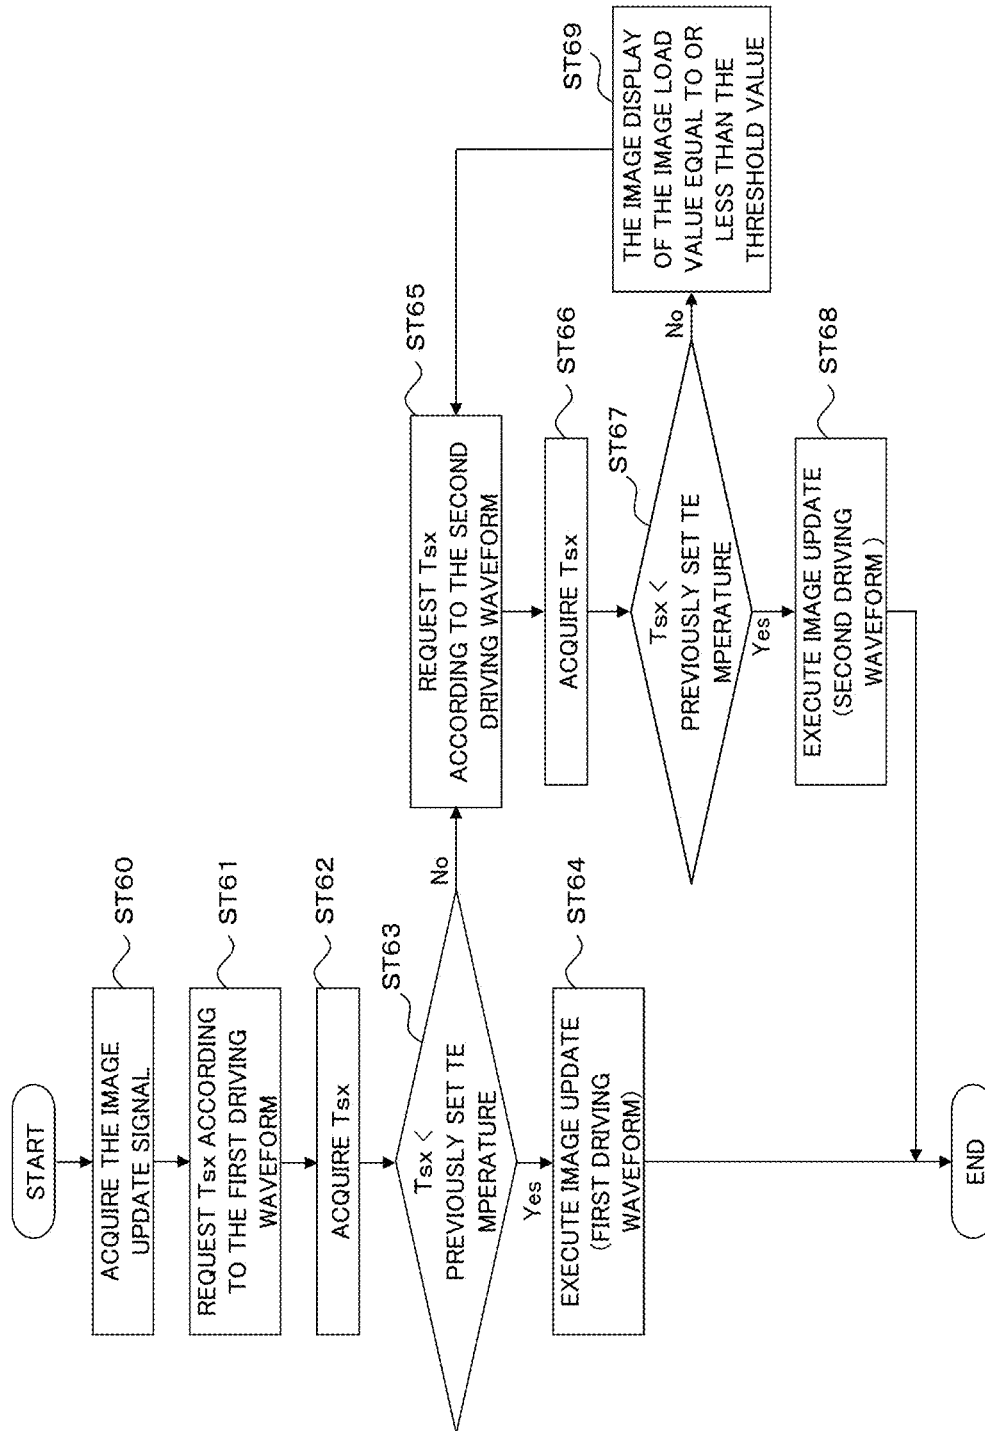 START
ACQUIRE THE IMAGE
UPDATE SIGNAL
ST60
REQUEST Tsx ACCORDING
TO THE FIRST DRIVING
WAVEFORM
ST61
ACQUIRE Tsx
ST62
Tsx <
PREVIOUSLY SET TE
MPERATURE
ST63
No
Yes
EXECUTE IMAGE UPDATE
(FIRST DRIVING
WAVEFORM)
ST64
REQUEST Tsx
ACCORDING TO THE SECOND
DRIVING WAVEFORM
ST65
ACQUIRE Tsx
ST66
Tsx <
PREVIOUSLY SET TE
MPERATURE
ST67
No
Yes
EXECUTE IMAGE UPDATE
(SECOND DRIVING
WAVEFORM )
ST68
THE IMAGE DISPLAY
OF THE IMAGE LOAD
VALUE EQUAL TO OR
LESS THAN THE
THRESHOLD VALUE
ST69
END